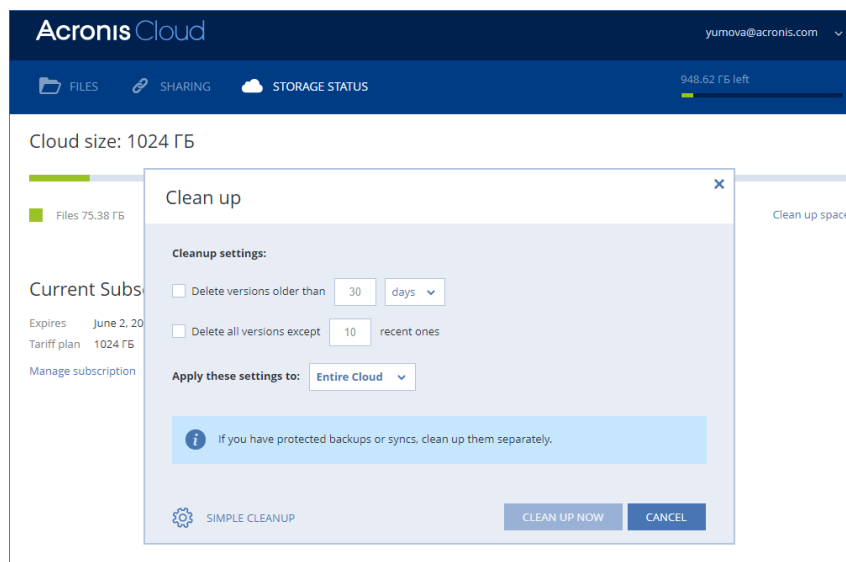 Acronis Cloud
yumova@acronis.com
FILES SHARING STORAGE STATUS
948.62 ГБ left
Cloud size: 1024 ГБ
Files 75.38 ГБ
Clean up space
Current Subs
Expires June 2, 20
Tariff plan 1024 ГБ
Manage subscription
Clean up
Cleanup settings:
Delete versions older than 30 days
Delete all versions except 10 recent ones
Apply these settings to: Entire Cloud
If you have protected backups or syncs, clean up them separately.
SIMPLE CLEANUP
CLEAN UP NOW
CANCEL